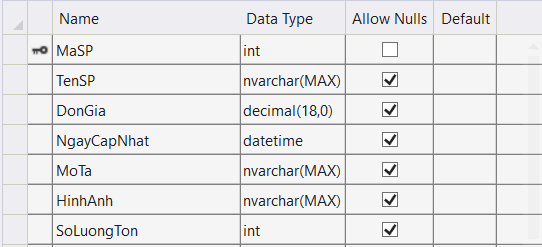 Name Data Type Allow Nulls Default
MaSP int
TenSP nvarchar(MAX)
DonGia decimal(18,0)
NgayCapNhat datetime
MoTa nvarchar(MAX)
HinhAnh nvarchar(MAX)
SoLuongTon int